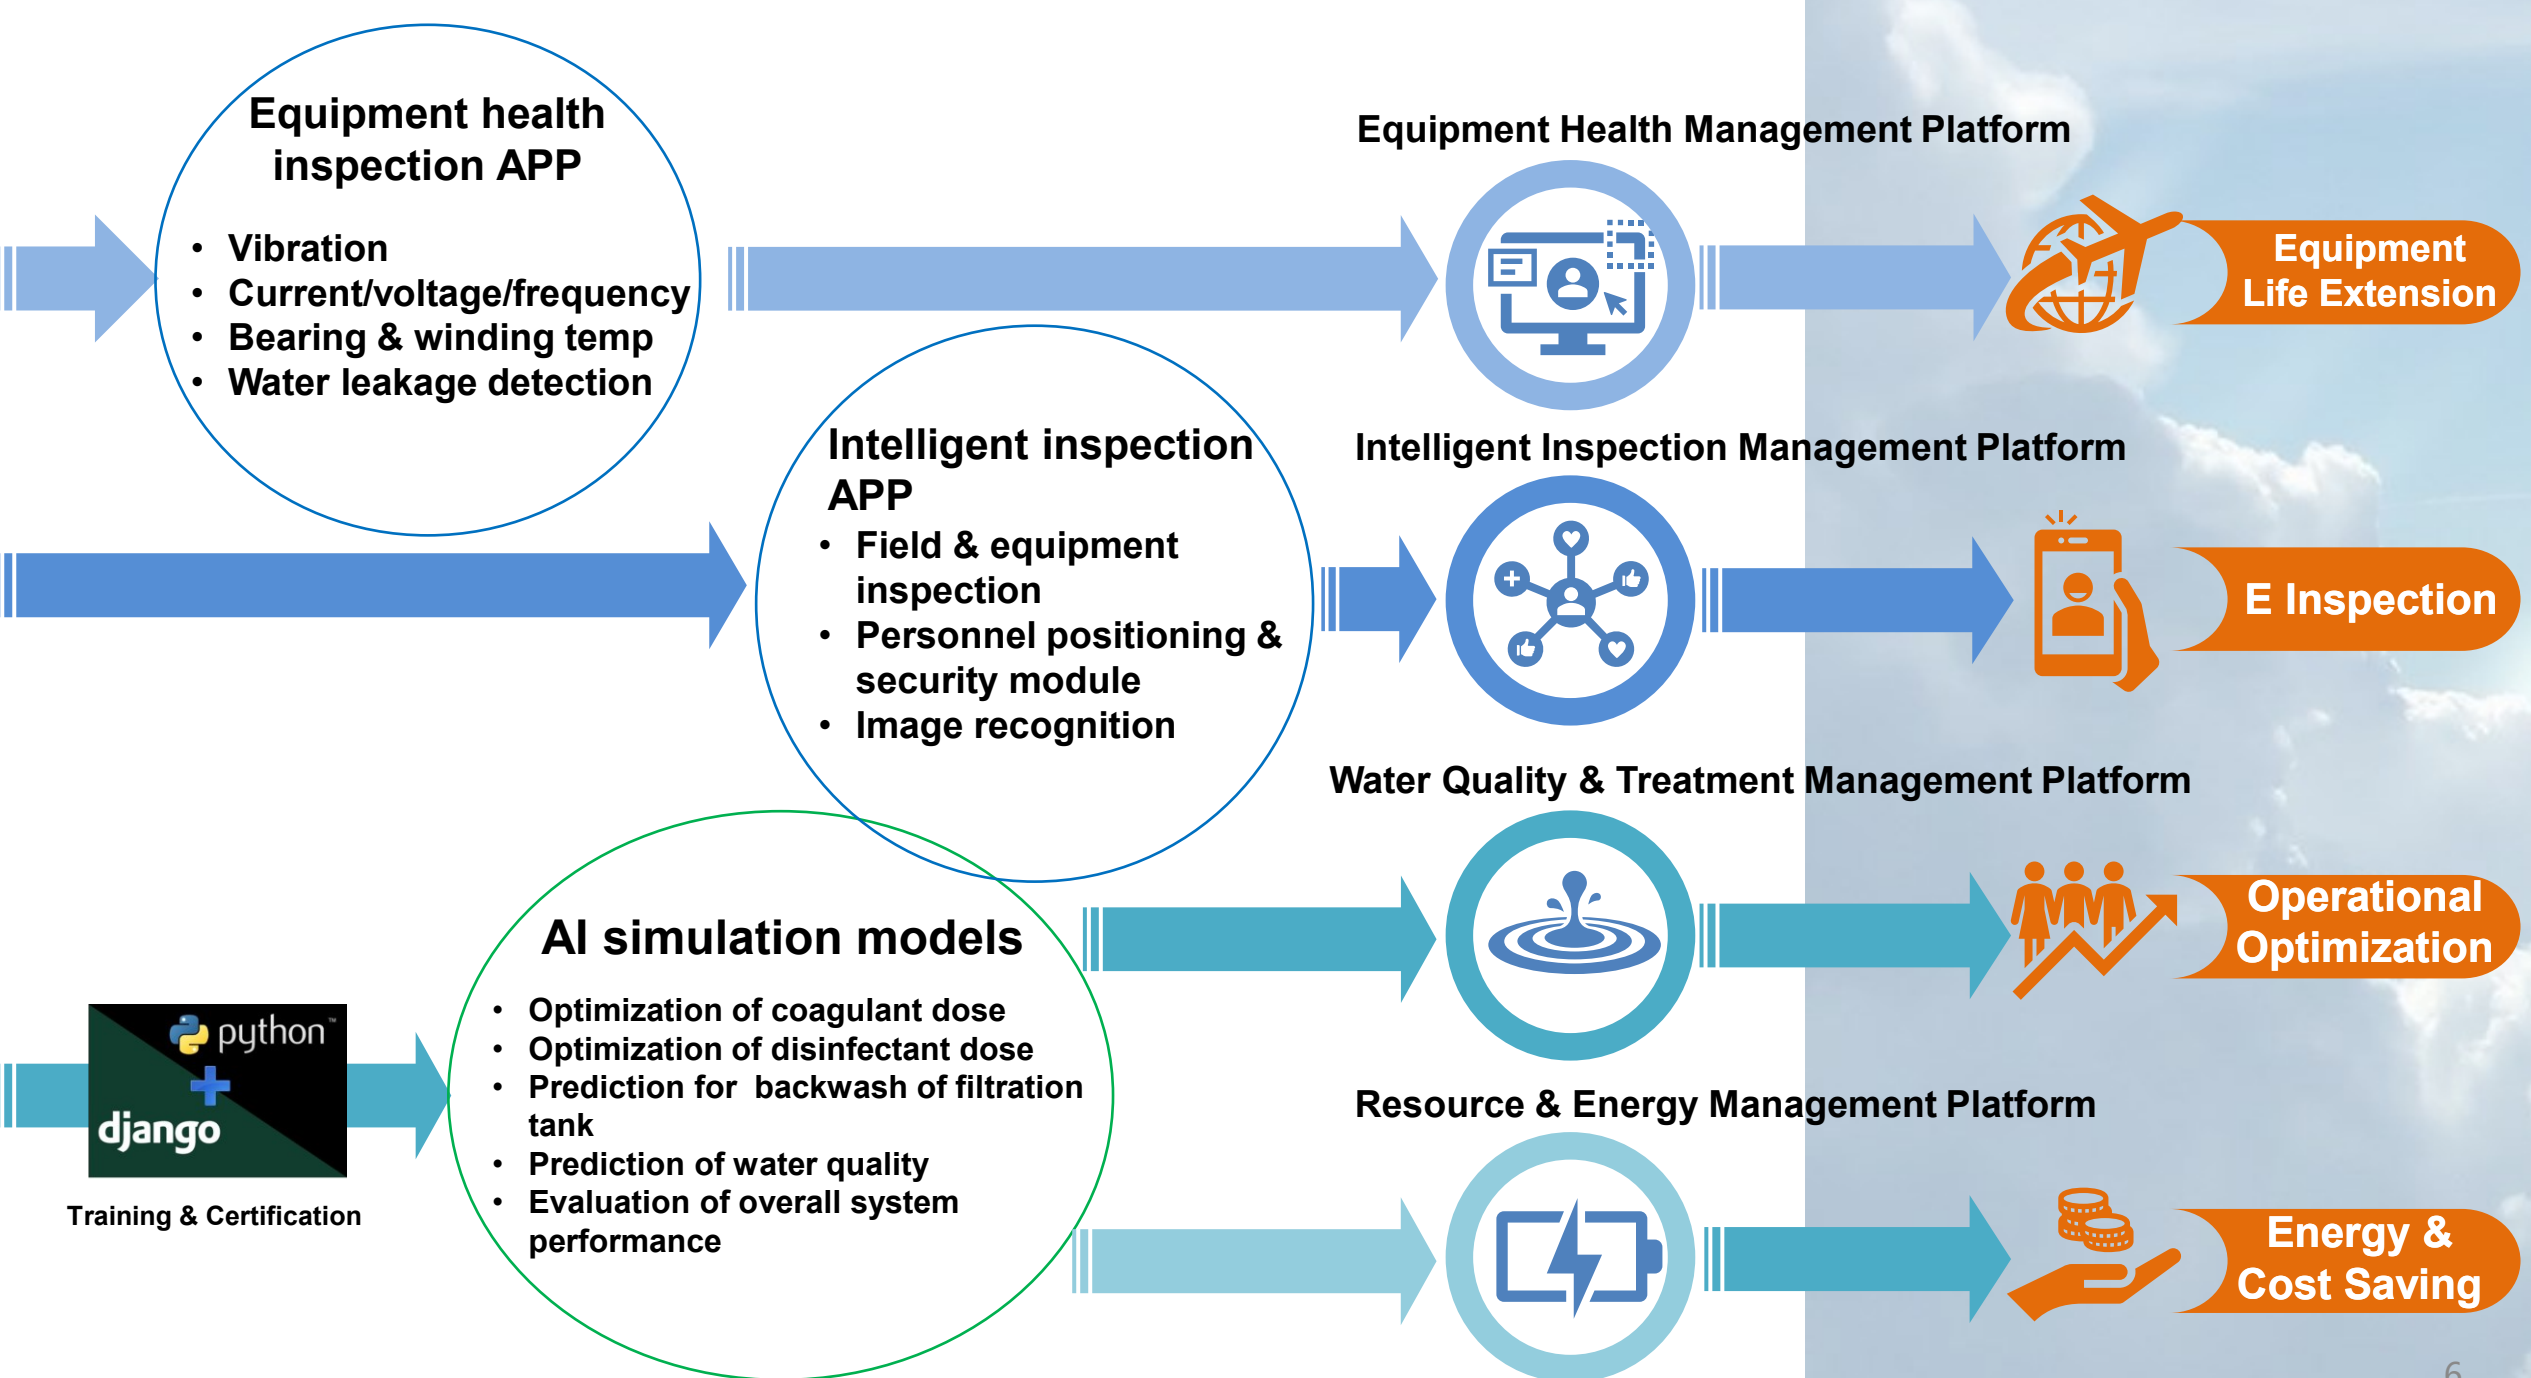 Equipment health
inspection APP
• Vibration
• Current/voltage/frequency
• Bearing & winding temp
• Water leakage detection
Equipment Health Management Platform
Equipment
Life Extension
Intelligent inspection
APP
• Field & equipment
inspection
• Personnel positioning &
security module
• Image recognition
Intelligent Inspection Management Platform
E Inspection
Water Quality & Treatment Management Platform
Operational
Optimization
AI simulation models
• Optimization of coagulant dose
• Optimization of disinfectant dose
• Prediction for  backwash of filtration
tank
• Prediction of water quality
• Evaluation of overall system
performance
python™
django
Training & Certification
Resource & Energy Management Platform
Energy &
Cost Saving
6